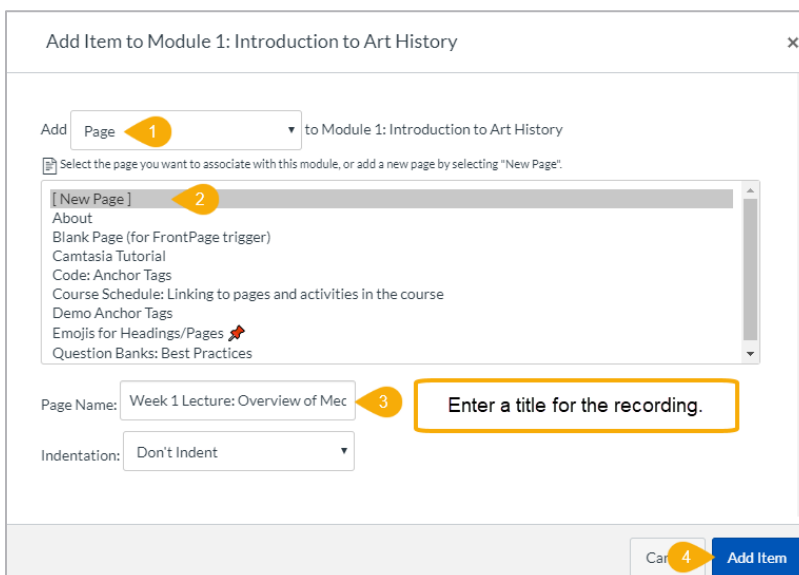 Add Item to Module 1: Introduction to Art History ×
Add Page 1 to Module 1: Introduction to Art History
Select the page you want to associate with this module, or add a new page by selecting "New Page".
[ New Page ] 2
About
Blank Page (for FrontPage trigger)
Camtasia Tutorial
Code: Anchor Tags
Course Schedule: Linking to pages and activities in the course
Demo Anchor Tags
Emojis for Headings/Pages 📌
Question Banks: Best Practices
Page Name: Week 1 Lecture: Overview of Mec 3 Enter a title for the recording.
Indentation: Don't Indent
4 Add Item